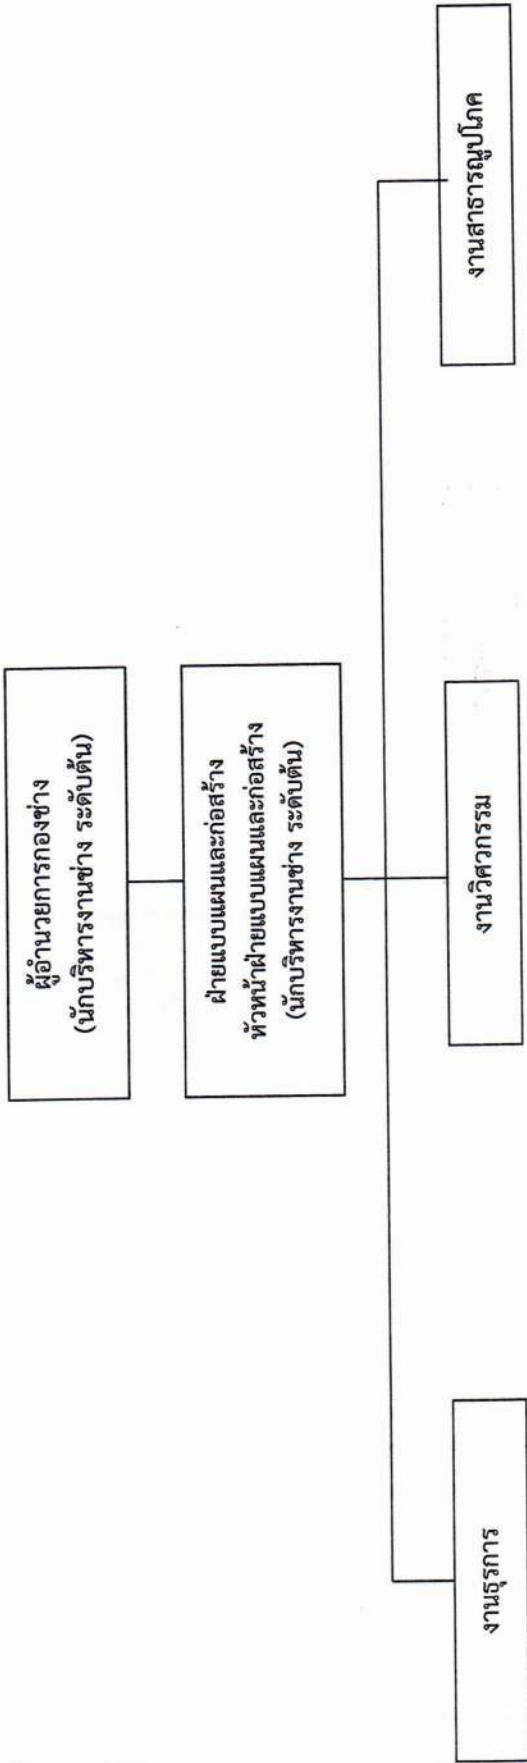 ผู้อำนวยการกองช่าง
(นักบริหารงานช่าง ระดับต้น)
ฝ่ายแบบแผนและก่อสร้าง
หัวหน้าฝ่ายแบบแผนและก่อสร้าง
(นักบริหารงานช่าง ระดับต้น)
งานธุรการ
งานวิศวกรรม
งานสาธารณูปโภค